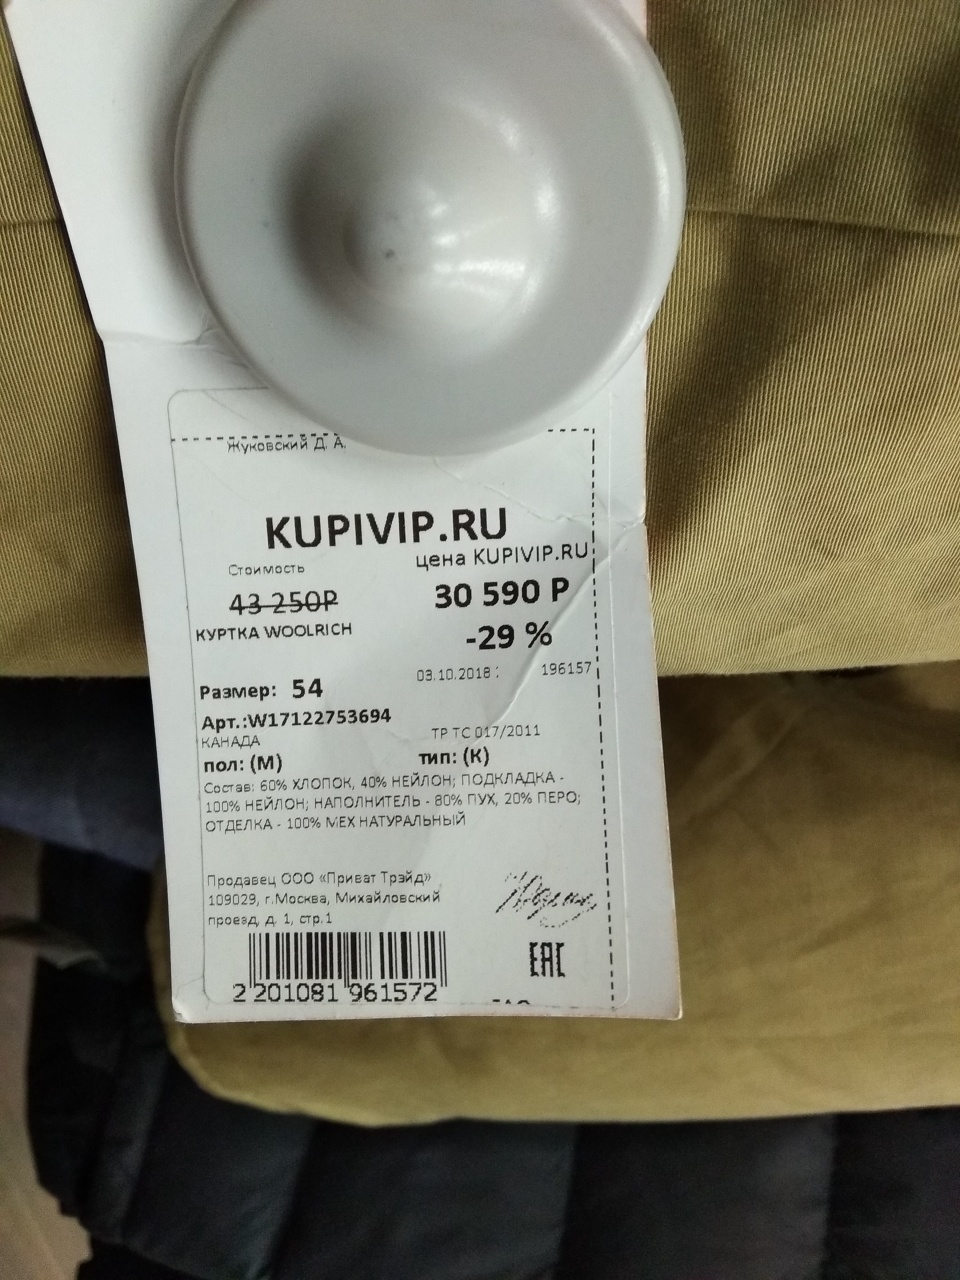 Жуковский Д. А.
KUPIVIP.RU
Стоимость
цена KUPIVIP.RU
43 250Р
30 590 Р
КУРТКА WOOLRICH
-29 %
03.10.2018 :
196157
Размер: 54
Арт.:W17122753694
КАНАДА
ТР ТС 017/2011
пол: (М)
тип: (К)
Состав: 60% ХЛОПОК, 40% НЕЙЛОН; ПОДКЛАДКА -
100% НЕЙЛОН; НАПОЛНИТЕЛЬ - 80% ПУХ, 20% ПЕРО;
ОТДЕЛКА - 100% МЕХ НАТУРАЛЬНЫЙ
Продавец ООО «Приват Трэйд»
109029, г.Москва, Михайловский
проезд, д. 1, стр.1
EAC
2 201081 961572